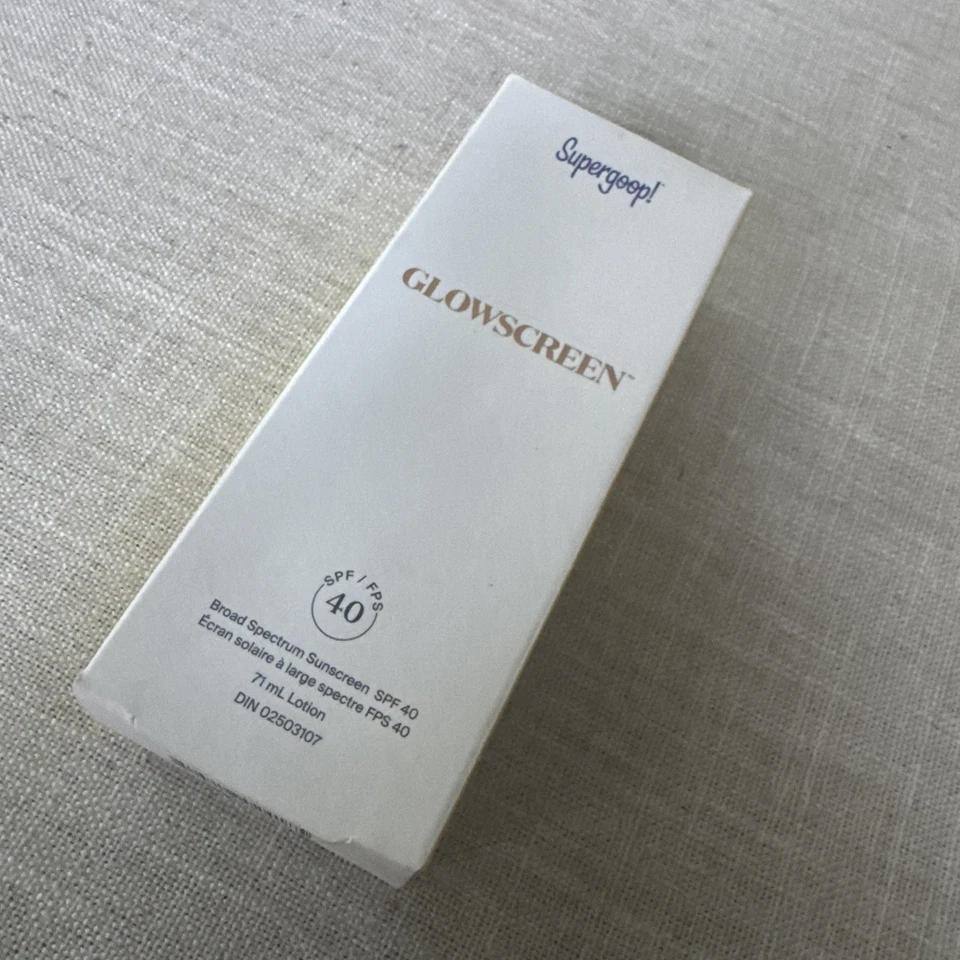 Supergoop!™
GLOWSCREEN™
SPF / FPS
40
Broad Spectrum Sunscreen SPF 40
Écran solaire à large spectre FPS 40
71 mL Lotion
DIN 02503107